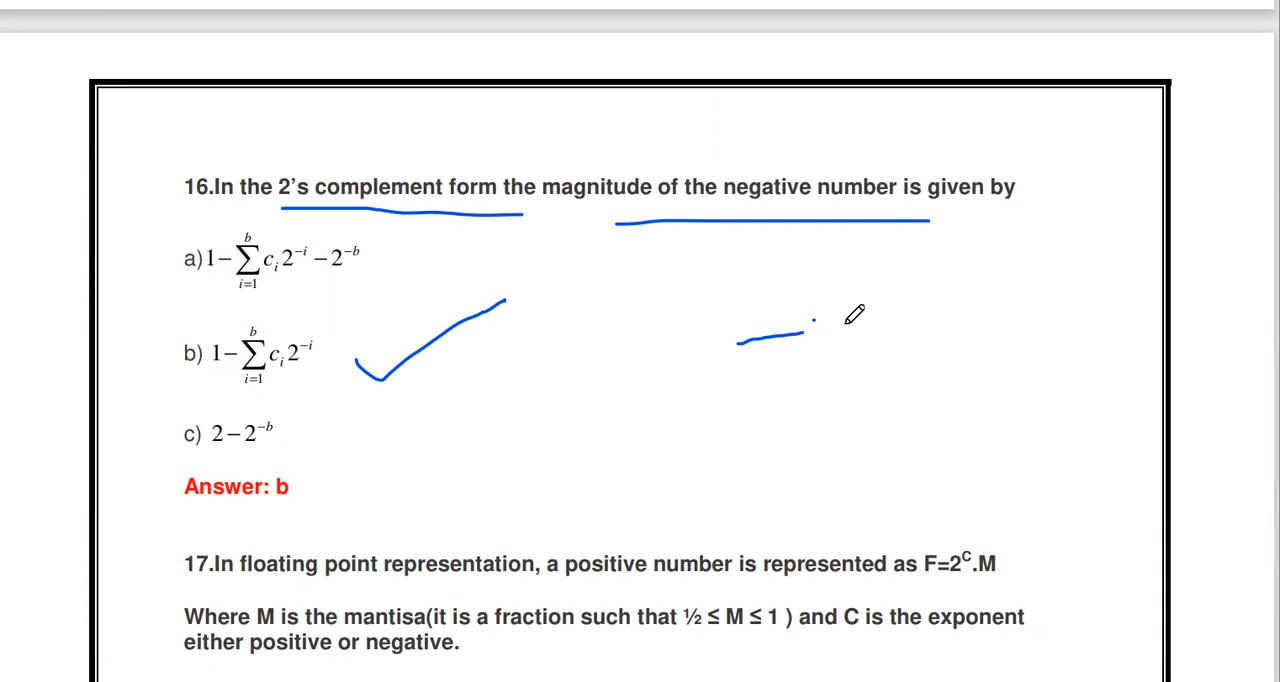 16.In the 2’s complement form the magnitude of the negative number is given by
a) 1 − ∑_{i=1}^{b} c_i 2^{−i} − 2^{−b}
b) 1 − ∑_{i=1}^{b} c_i 2^{−i}
c) 2 − 2^{−b}
Answer: b
17.In floating point representation, a positive number is represented as F=2^C.M
Where M is the mantisa(it is a fraction such that ½ ≤ M ≤ 1 ) and C is the exponent
either positive or negative.